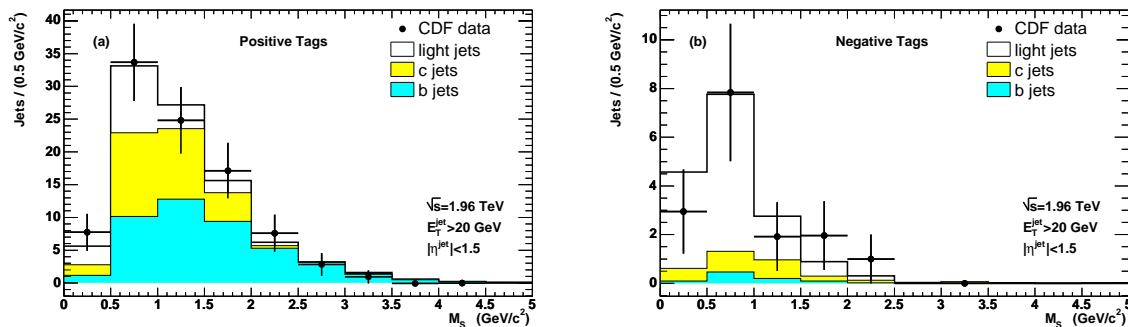 Jets / (0.5 GeV/c²)
40
35
30
25
20
15
10
5
0
(a)
Positive Tags
CDF data
light jets
c jets
b jets
√s=1.96 TeV
E_T^jet>20 GeV
|η^jet|<1.5
0 0.5 1 1.5 2 2.5 3 3.5 4 4.5 5
M_S (GeV/c²)
Jets / (0.5 GeV/c²)
10
8
6
4
2
0
(b)
Negative Tags
CDF data
light jets
c jets
b jets
√s=1.96 TeV
E_T^jet>20 GeV
|η^jet|<1.5
0 0.5 1 1.5 2 2.5 3 3.5 4 4.5 5
M_S (GeV/c²)